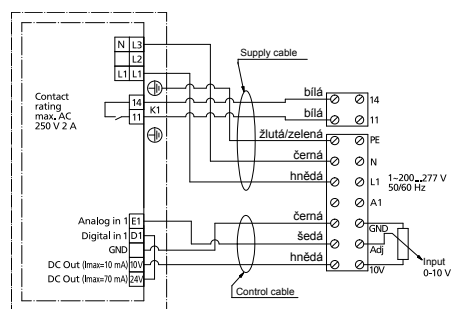 Supply cable
N L3
L2
L1 L1
Contact
rating
max. AC
250 V 2 A
14
11
K1
bílá
14
bílá
11
žlutá/zelená
PE
černá
N
hnědá
L1
1~200...277 V
50/60 Hz
A1
Analog in 1 E1
Digital in 1 D1
GND
DC Out (Imax=10 mA) 10V
DC Out (Imax=70 mA) 24V
černá
GND
šedá
Adj
hnědá
10V
Input
0-10 V
Control cable